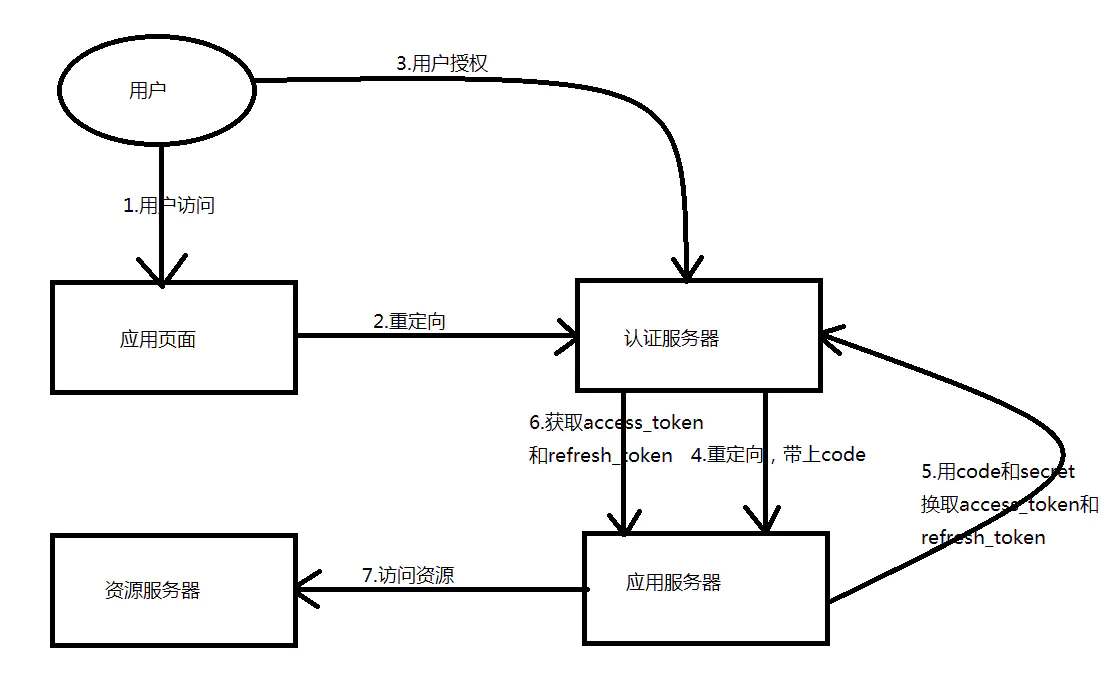 3.用户授权
用户
1.用户访问
2.重定向
应用页面
认证服务器
6.获取access_token
和refresh_token
4.重定向，带上code
5.用code和secret
换取access_token和
refresh_token
7.访问资源
资源服务器
应用服务器